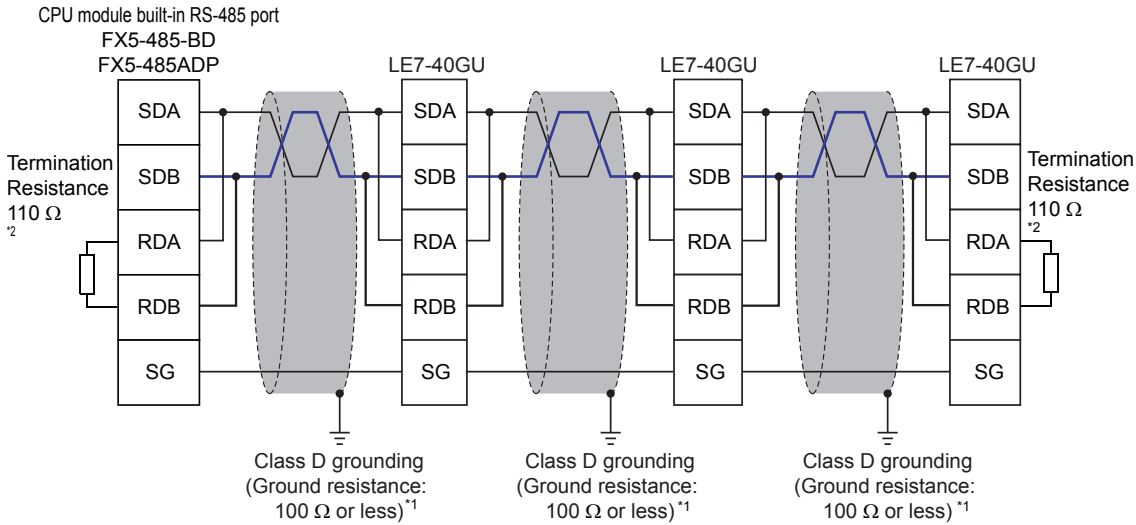 CPU module built-in RS-485 port
FX5-485-BD
FX5-485ADP
LE7-40GU
LE7-40GU
LE7-40GU
SDA
SDB
RDA
RDB
SG
SDA
SDB
RDA
RDB
SG
SDA
SDB
RDA
RDB
SG
SDA
SDB
RDA
RDB
SG
Termination
Resistance
110 Ω
*2
Termination
Resistance
110 Ω
*2
Class D grounding
(Ground resistance:
100 Ω or less)*1
Class D grounding
(Ground resistance:
100 Ω or less)*1
Class D grounding
(Ground resistance:
100 Ω or less)*1